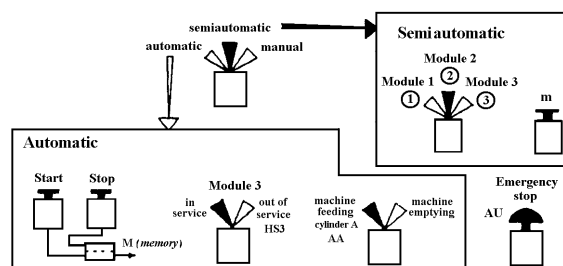 semiautomatic
automatic
manual
Semiautomatic
Module 2
Module 1
2
Module 3
1
3
m
Automatic
Start
Stop
M (memory)
Module 3
in
service
out of
service
HS3
machine
feeding
cylinder A
AA
machine
emptying
Emergency
stop
AU